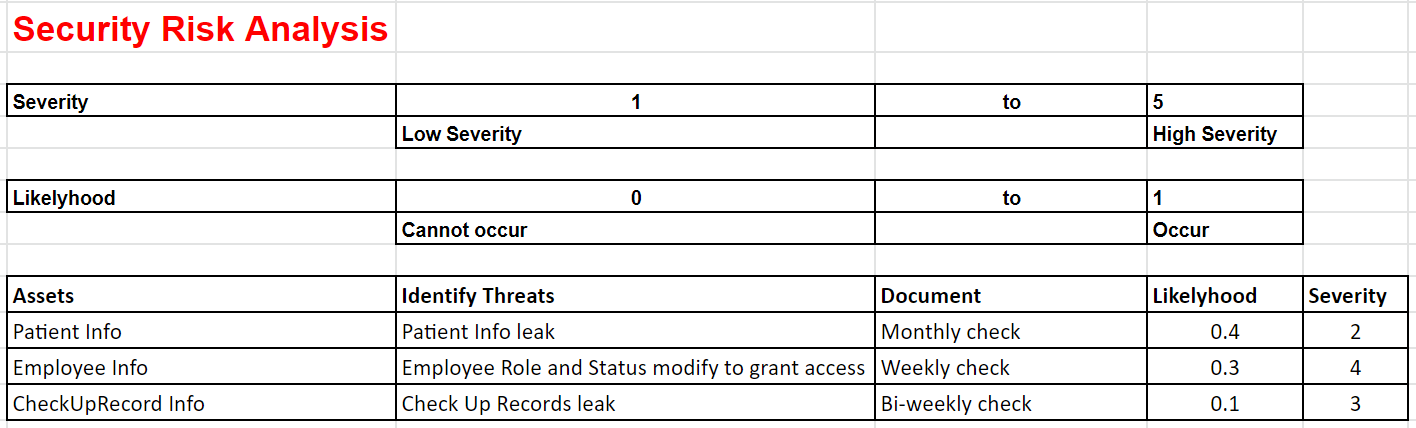 Security Risk Analysis
Severity 1 to 5
Low Severity High Severity
Likelyhood 0 to 1
Cannot occur Occur
Assets Identify Threats Document Likelyhood Severity
Patient Info Patient Info leak Monthly check 0.4 2
Employee Info Employee Role and Status modify to grant access Weekly check 0.3 4
CheckUpRecord Info Check Up Records leak Bi-weekly check 0.1 3